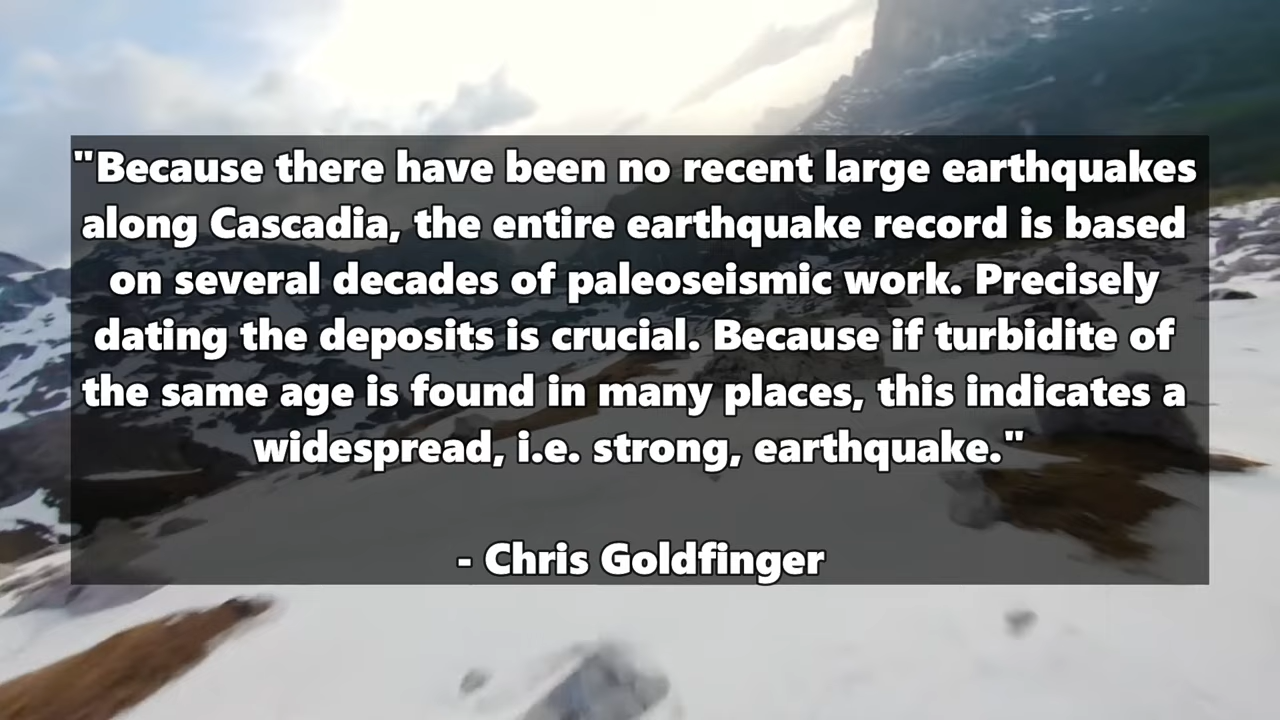 "Because there have been no recent large earthquakes
along Cascadia, the entire earthquake record is based
on several decades of paleoseismic work. Precisely
dating the deposits is crucial. Because if turbidite of
the same age is found in many places, this indicates a
widespread, i.e. strong, earthquake."
- Chris Goldfinger